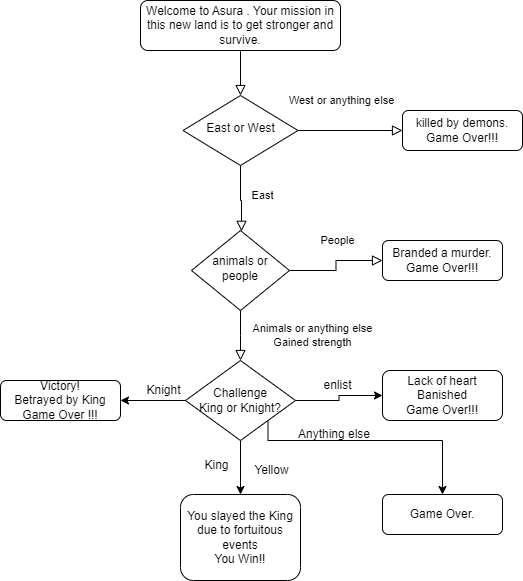 Welcome to Asura . Your mission in
this new land is to get stronger and
survive.
West or anything else
East or West
killed by demons.
Game Over!!!
East
People
animals or
people
Branded a murder.
Game Over!!!
Animals or anything else
Gained strength
Victory!
Betrayed by King
Game Over !!!
Knight
Challenge
King or Knight?
enlist
Lack of heart
Banished
Game Over!!!
Anything else
King
Yellow
You slayed the King
due to fortuitous
events
You Win!!
Game Over.